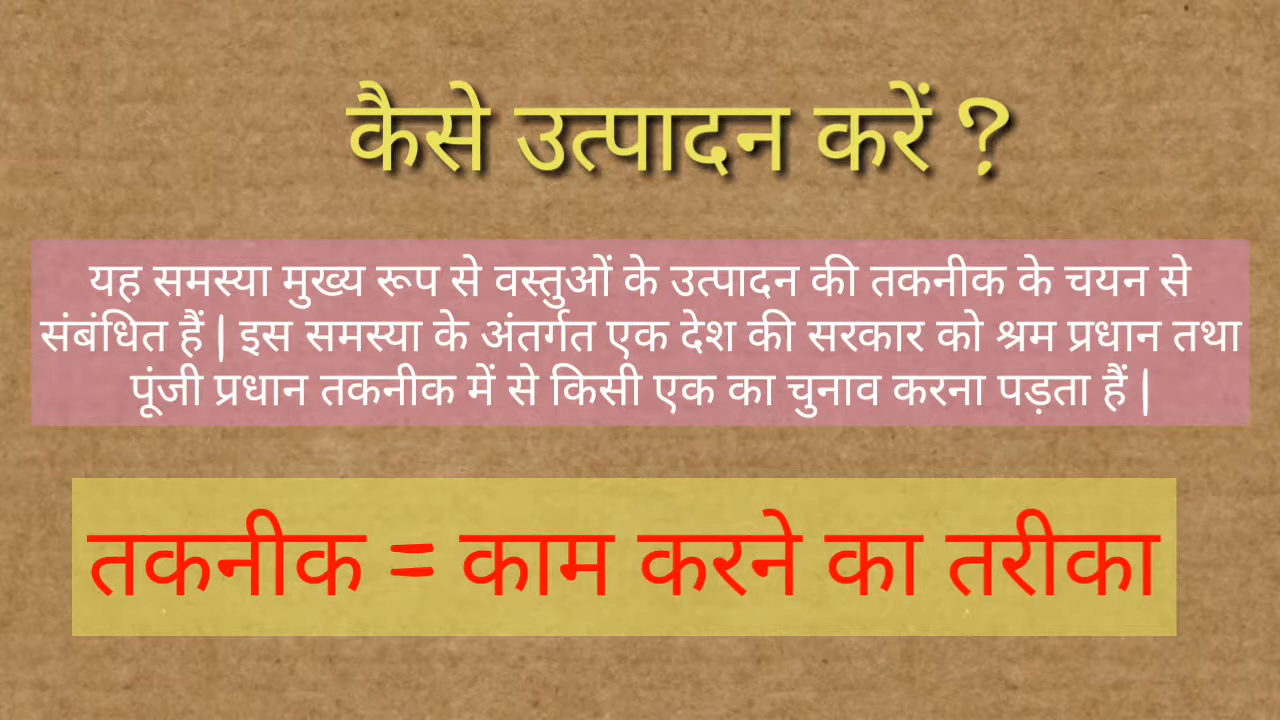 कैसे उत्पादन करें ?
यह समस्या मुख्य रूप से वस्तुओं के उत्पादन की तकनीक के चयन से
संबंधित हैं | इस समस्या के अंतर्गत एक देश की सरकार को श्रम प्रधान तथा
पूंजी प्रधान तकनीक में से किसी एक का चुनाव करना पड़ता हैं |
तकनीक = काम करने का तरीका